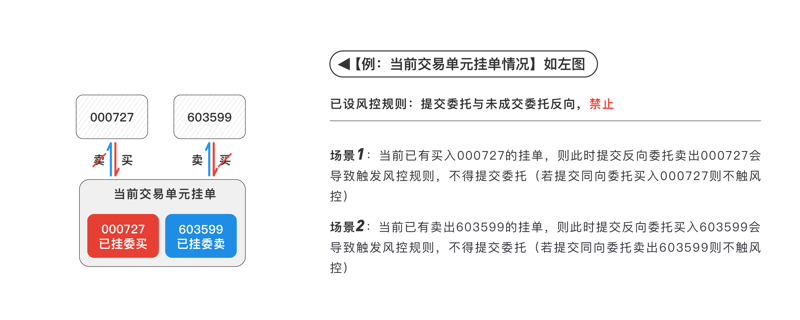 ◀【例：当前交易单元挂单情况】如左图
已设风控规则：提交委托与未成交委托反向，禁止
000727
603599
卖 买
卖 买
当前交易单元挂单
000727
已挂委买
603599
已挂委卖
场景1：当前已有买入000727的挂单，则此时提交反向委托卖出000727会
导致触发风控规则，不得提交委托（若提交同向委托买入000727则不触风
控）
场景2：当前已有卖出603599的挂单，则此时提交反向委托买入603599会
导致触发风控规则，不得提交委托（若提交同向委托卖出603599则不触风
控）